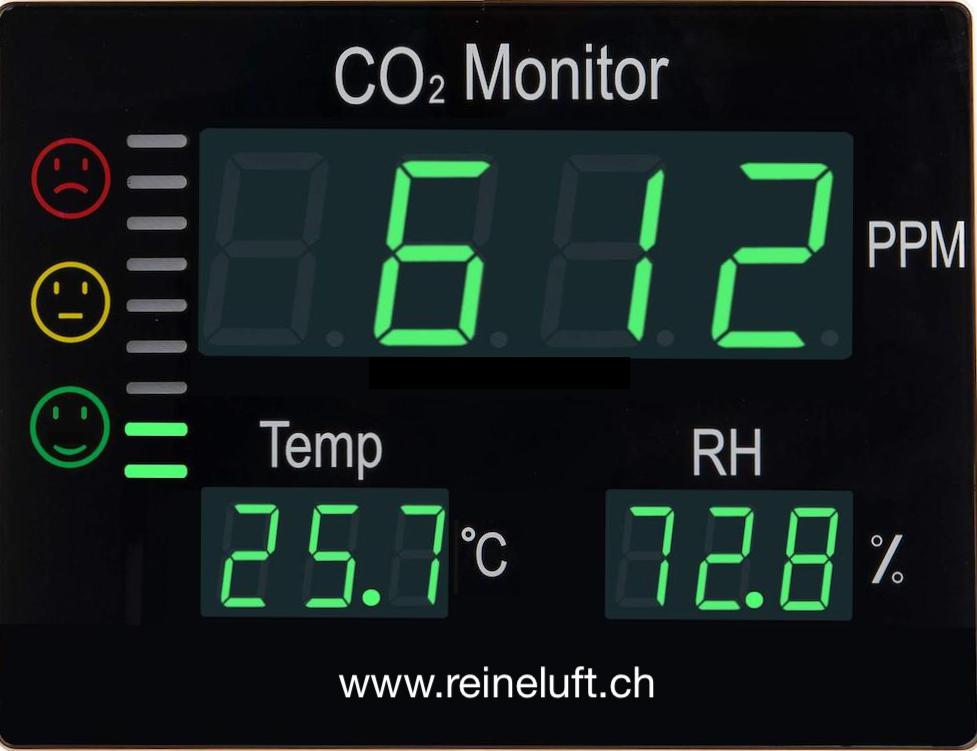 CO₂ Monitor
612 PPM
Temp RH
25.7 °C 72.8 %
www.reineluft.ch